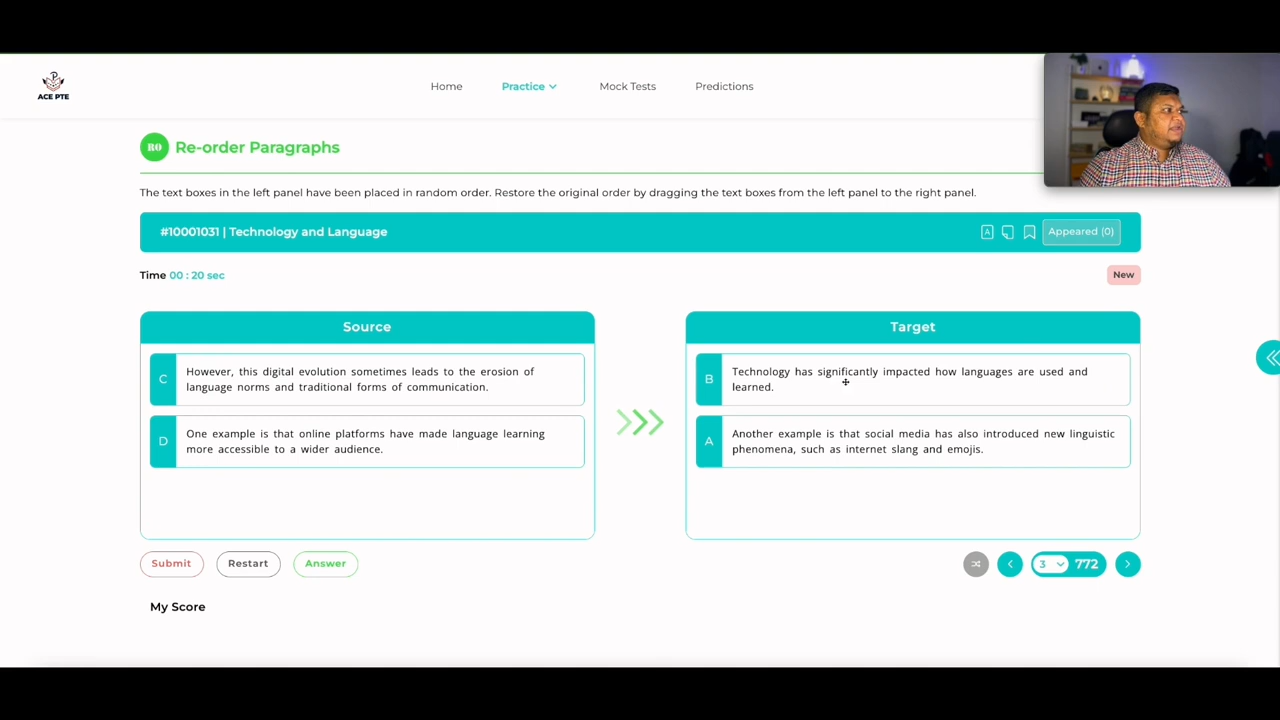 ACE PTE
Home
Practice
Mock Tests
Predictions
RO
Re-order Paragraphs
The text boxes in the left panel have been placed in random order. Restore the original order by dragging the text boxes from the left panel to the right panel.
#10001031 | Technology and Language
A
Appeared (0)
Time 00 : 20 sec
New
Source
C
However, this digital evolution sometimes leads to the erosion of
language norms and traditional forms of communication.
D
One example is that online platforms have made language learning
more accessible to a wider audience.
Target
B
Technology has significantly impacted how languages are used and
learned.
A
Another example is that social media has also introduced new linguistic
phenomena, such as internet slang and emojis.
Submit
Restart
Answer
3
772
My Score